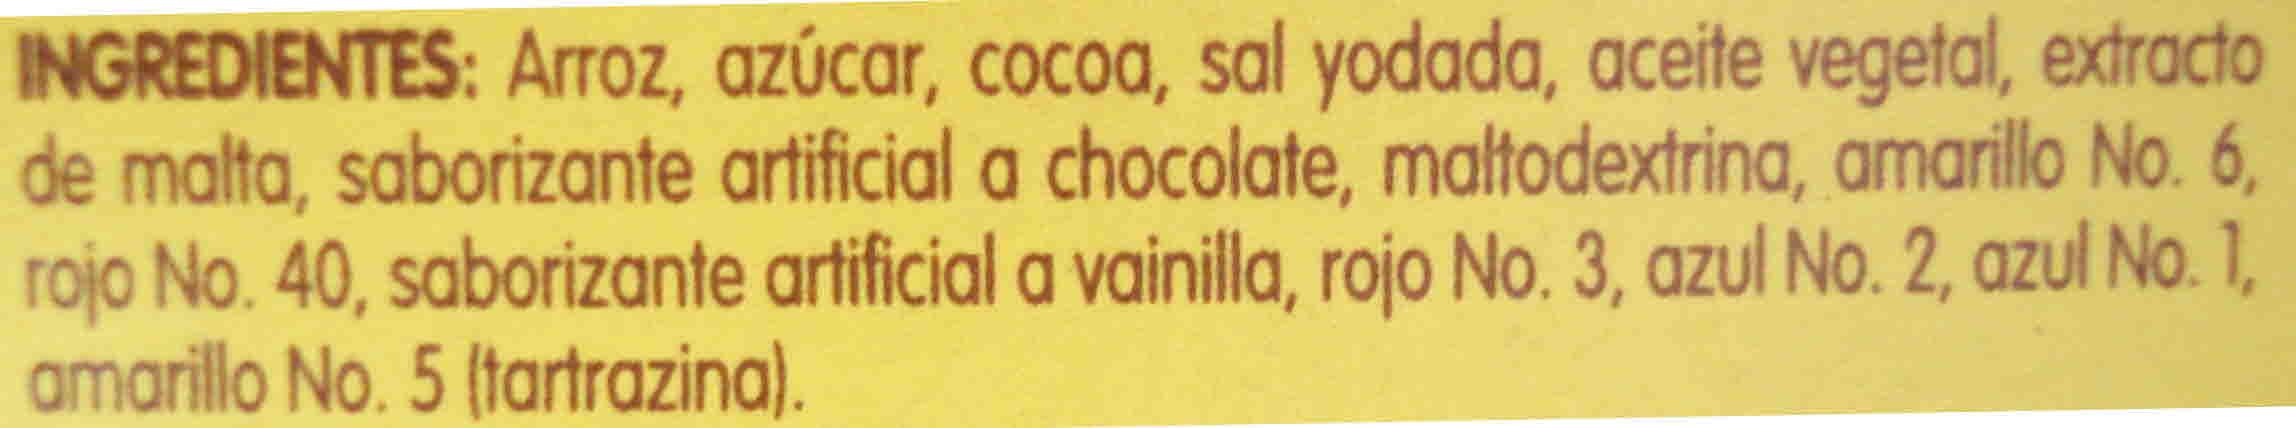 INGREDIENTES: Arroz, azúcar, cocoa, sal yodada, aceite vegetal, extracto
de malta, saborizante artificial a chocolate, maltodextrina, amarillo No. 6,
rojo No. 40, saborizante artificial a vainilla, rojo No. 3, azul No. 2, azul No. 1,
amarillo No. 5 (tartrazina).